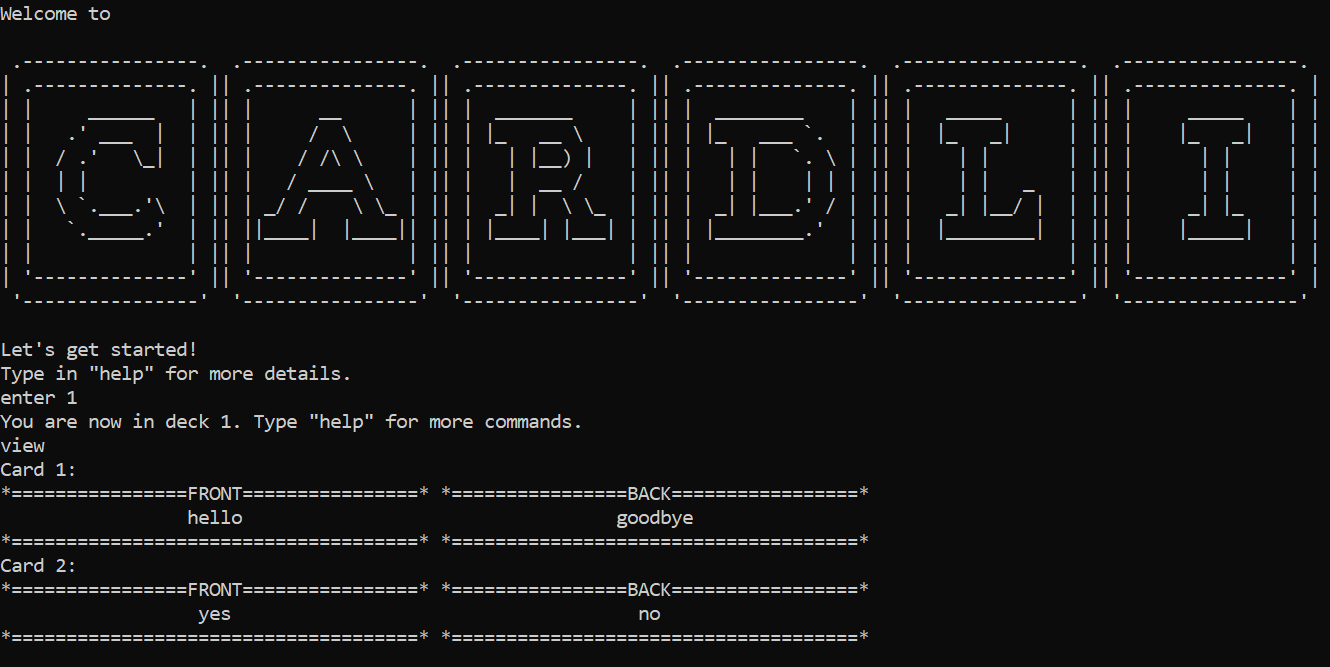 Welcome to
CARDLI
Let's get started!
Type in "help" for more details.
enter 1
You are now in deck 1. Type "help" for more commands.
view
Card 1:
*================FRONT================* *================BACK=================*
hello goodbye
*=====================================* *=====================================*
Card 2:
*================FRONT================* *================BACK=================*
yes no
*=====================================* *=====================================*